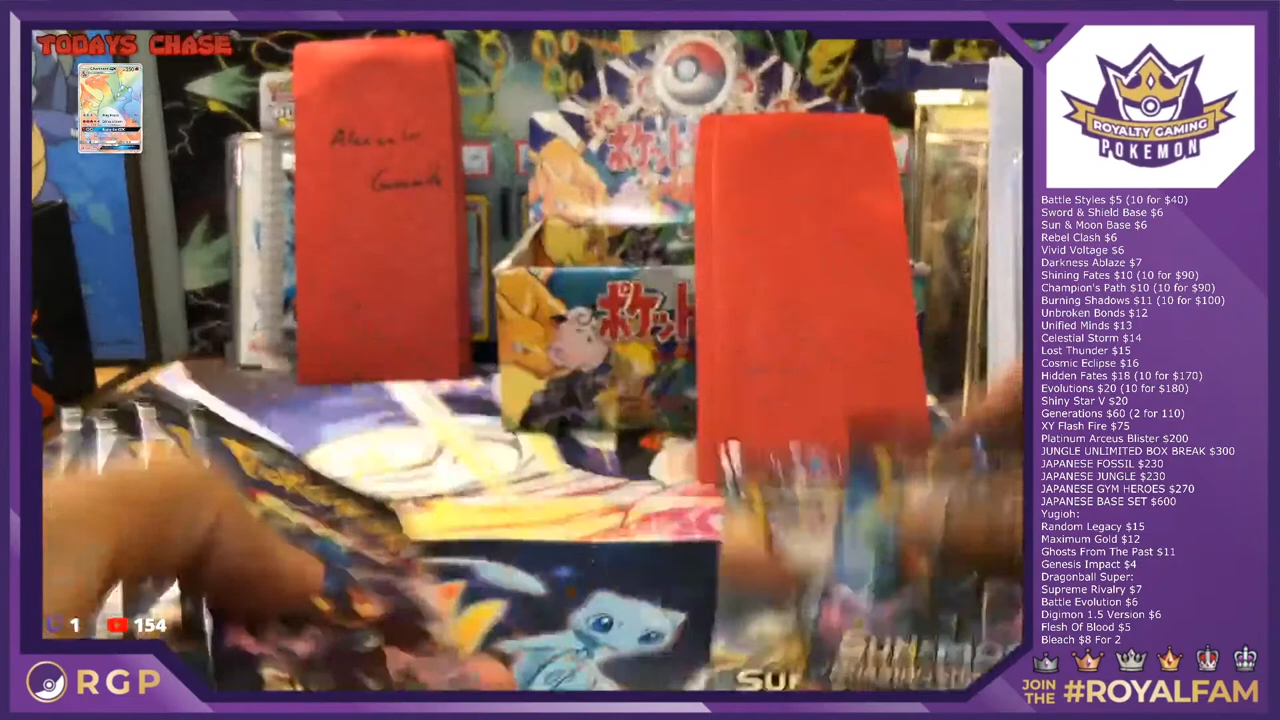 TODAYS CHASE
ROYALTY GAMING
POKEMON
Battle Styles $5 (10 for $40)
Sword & Shield Base $6
Sun & Moon Base $6
Rebel Clash $6
Vivid Voltage $6
Darkness Ablaze $7
Shining Fates $10 (10 for $90)
Champion's Path $10 (10 for $90)
Burning Shadows $11 (10 for $100)
Unbroken Bonds $12
Unified Minds $13
Celestial Storm $14
Lost Thunder $15
Cosmic Eclipse $16
Hidden Fates $18 (10 for $170)
Evolutions $20 (10 for $180)
Shiny Star V $20
Generations $60 (2 for 110)
XY Flash Fire $75
Platinum Arceus Blister $200
JUNGLE UNLIMITED BOX BREAK $300
JAPANESE FOSSIL $230
JAPANESE JUNGLE $230
JAPANESE GYM HEROES $270
JAPANESE BASE SET $600
Yugioh:
Random Legacy $15
Maximum Gold $12
Ghosts From The Past $11
Genesis Impact $4
Dragonball Super:
Supreme Rivalry $7
Battle Evolution $6
Digimon 1.5 Version $6
Flesh Of Blood $5
Bleach $8 For 2
ポケット
ポケット
1 154
RGP
JOIN THE #ROYALFAM